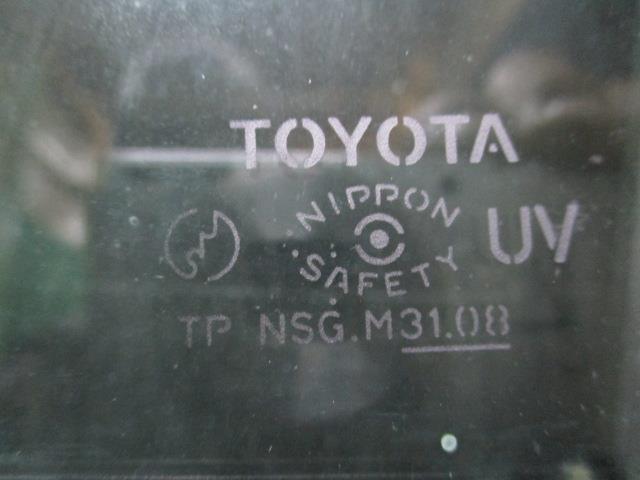 TOYOTA
NIPPON
SAFETY
UV
TP NSG.M31.08